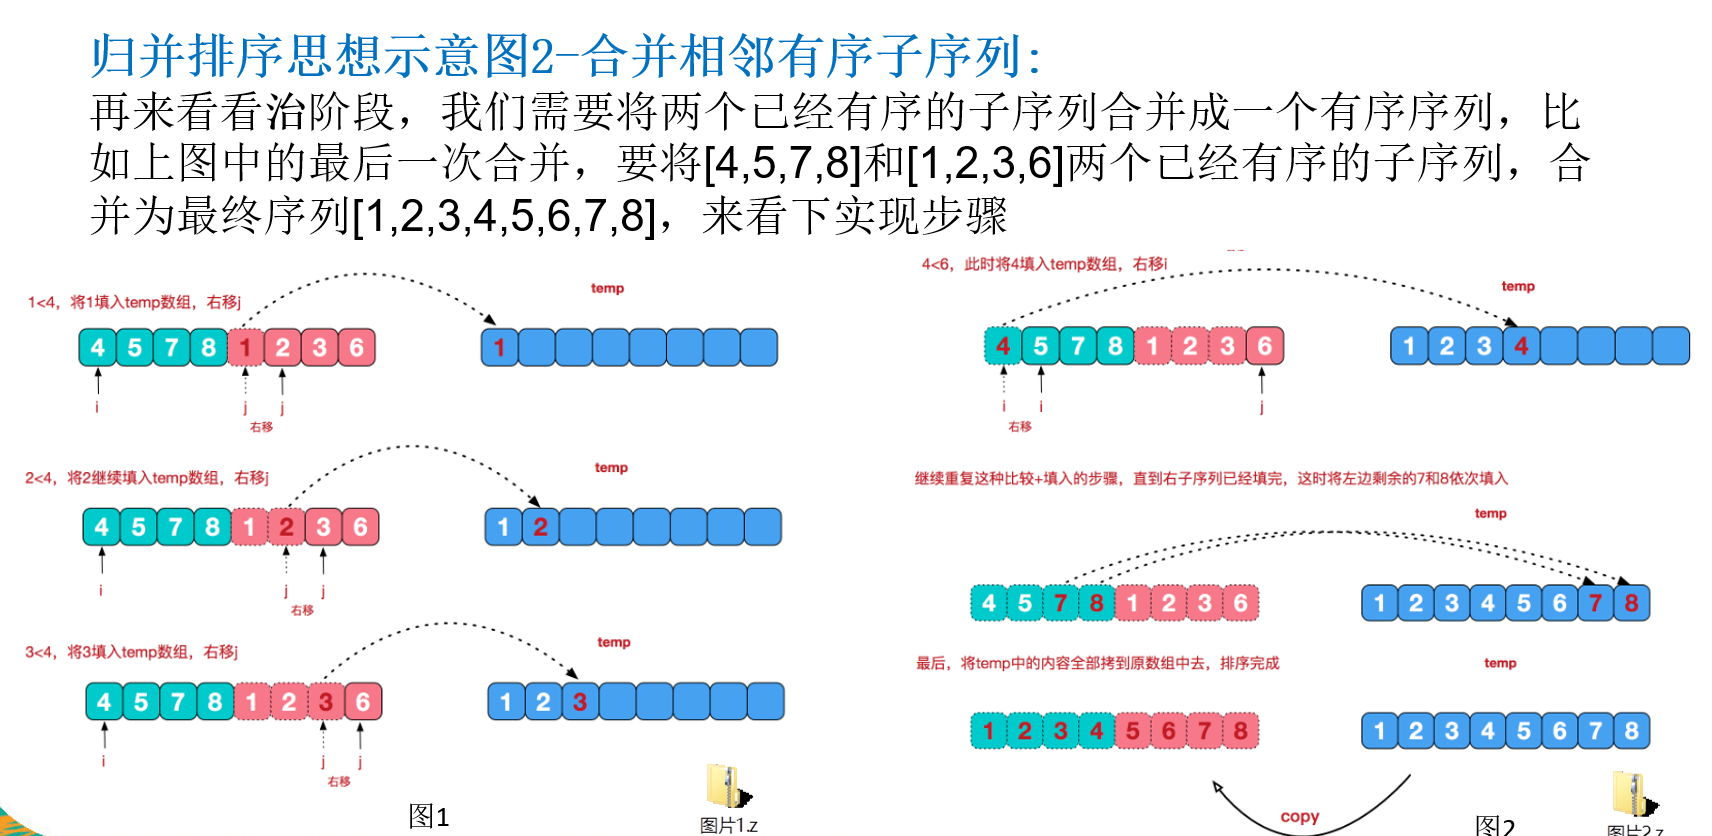 归并排序思想示意图2-合并相邻有序子序列:
再来看看治阶段，我们需要将两个已经有序的子序列合并成一个有序序列，比
如上图中的最后一次合并，要将[4,5,7,8]和[1,2,3,6]两个已经有序的子序列，合
并为最终序列[1,2,3,4,5,6,7,8]，来看下实现步骤
1<4，将1填入temp数组，右移j
temp
4 5 7 8 1 2 3 6
1
i j j
右移
2<4，将2继续填入temp数组，右移j
temp
4 5 7 8 1 2 3 6
1 2
i j j
右移
3<4，将3填入temp数组，右移j
temp
4 5 7 8 1 2 3 6
1 2 3
i j j
右移
图1
图片1.z
4<6，此时将4填入temp数组，右移i
temp
4 5 7 8 1 2 3 6
1 2 3 4
i i j
右移
继续重复这种比较+填入的步骤，直到右子序列已经填完，这时将左边剩余的7和8依次填入
temp
4 5 7 8 1 2 3 6
1 2 3 4 5 6 7 8
最后，将temp中的内容全部拷到原数组中去，排序完成
temp
1 2 3 4 5 6 7 8
1 2 3 4 5 6 7 8
copy
图2
图片2.z